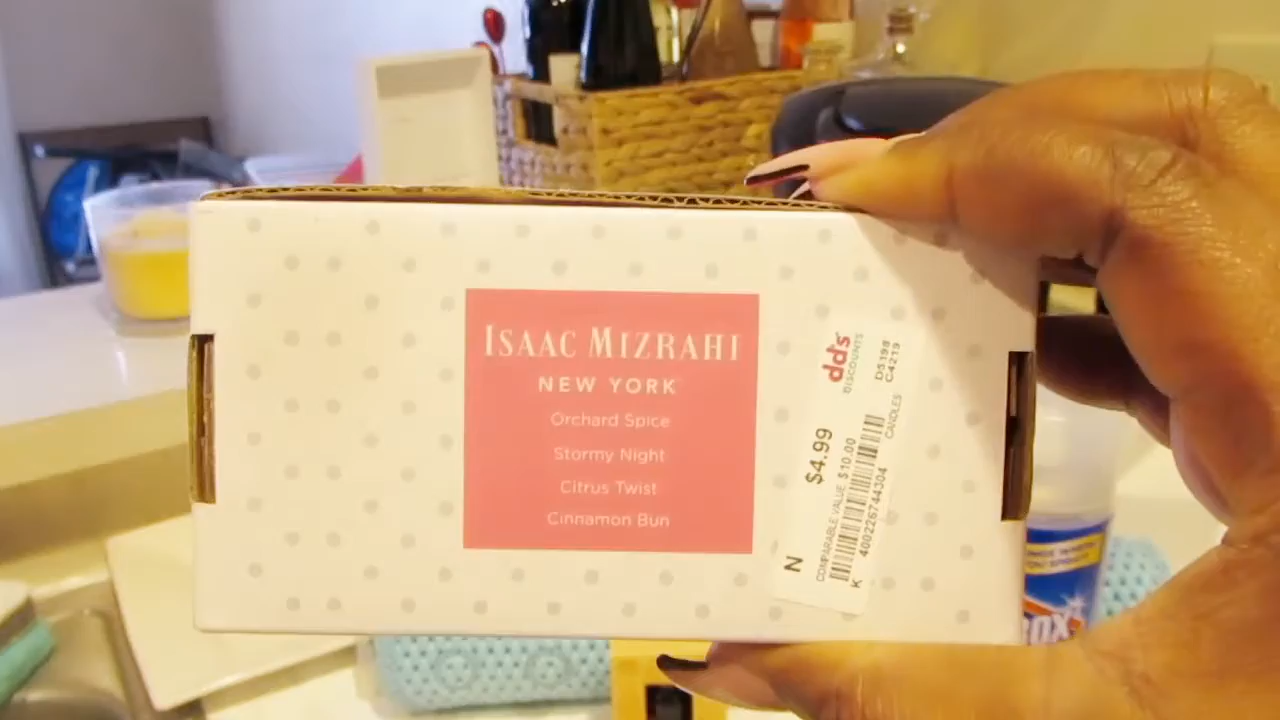 ISAAC MIZRAHI
NEW YORK
Orchard Spice
Stormy Night
Citrus Twist
Cinnamon Bun
dd's
DISCOUNTS
D5198
C4219
CANDLES
$4.99
COMPARABLE VALUE $10.00
400226744304
N
K